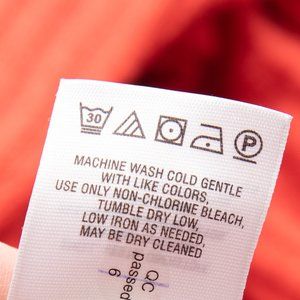 30 P
MACHINE WASH COLD GENTLE
WITH LIKE COLORS,
USE ONLY NON-CHLORINE BLEACH,
TUMBLE DRY LOW,
LOW IRON AS NEEDED,
MAY BE DRY CLEANED
QC
passed
6